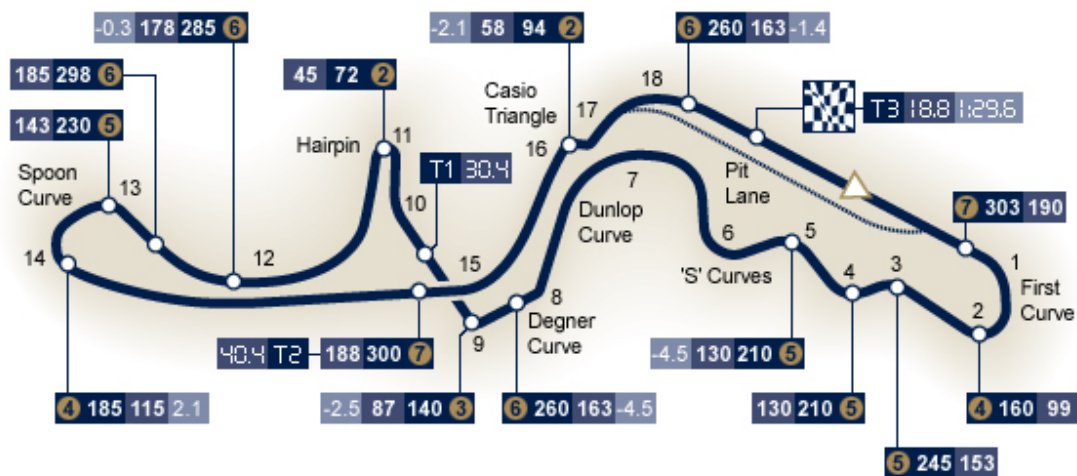 -0.3 178 285 6
-2.1 58 94 2
6 260 163 -1.4
185 298 6
45 72 2
Casio
Triangle
17
18
T3 18.8 1:29.6
143 230 5
Hairpin
11
16
T1 30.4
Pit
Lane
Spoon
Curve
13
10
7
Dunlop
Curve
7 303 190
14
12
15
6
5
'S' Curves
4
3
1
First
Curve
2
8
Degner
Curve
9
40.4 T2 188 300 7
-4.5 130 210 5
4 185 115 2.1
-2.5 87 140 3
6 260 163 -4.5
130 210 5
4 160 99
5 245 153